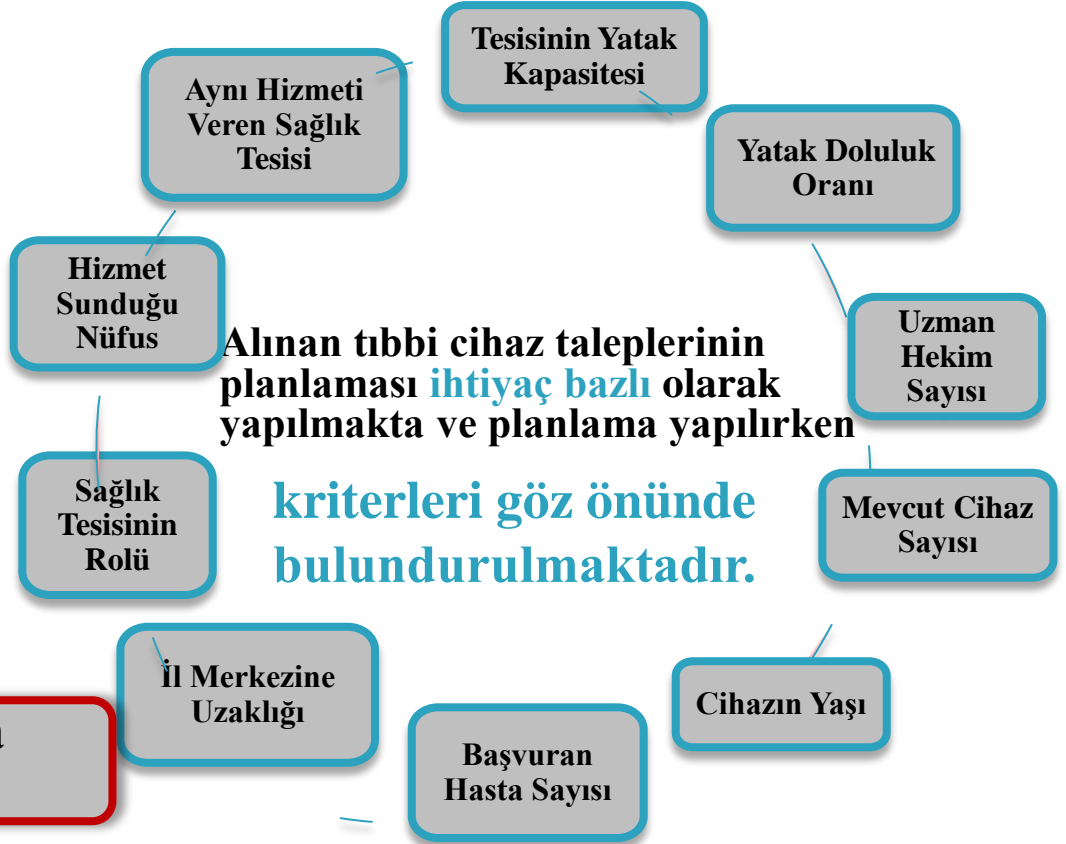 Tesisinin Yatak
Kapasitesi
Aynı Hizmeti
Veren Sağlık
Tesisi
Yatak Doluluk
Oranı
Hizmet
Sunduğu
Nüfus
Uzman
Hekim
Sayısı
Alınan tıbbi cihaz taleplerinin
planlaması ihtiyaç bazlı olarak
yapılmakta ve planlama yapılırken
kriterleri göz önünde
bulundurulmaktadır.
Sağlık
Tesisinin
Rolü
Mevcut Cihaz
Sayısı
İl Merkezine
Uzaklığı
Cihazın Yaşı
Başvuran
Hasta Sayısı